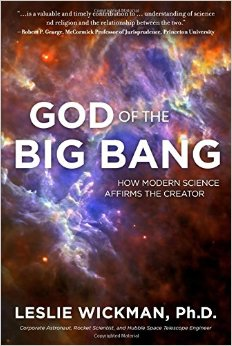 "...is a valuable and timely contribution to ... understanding of science
nd religion and the relationship between the two."
–Robert P. George, McCormick Professor of Jurisprudence, Princeton University
GOD OF THE
BIG BANG
HOW MODERN SCIENCE
AFFIRMS THE CREATOR
LESLIE WICKMAN, Ph.D.
Corporate Astronaut, Rocket Scientist, and Hubble Space Telescope Engineer